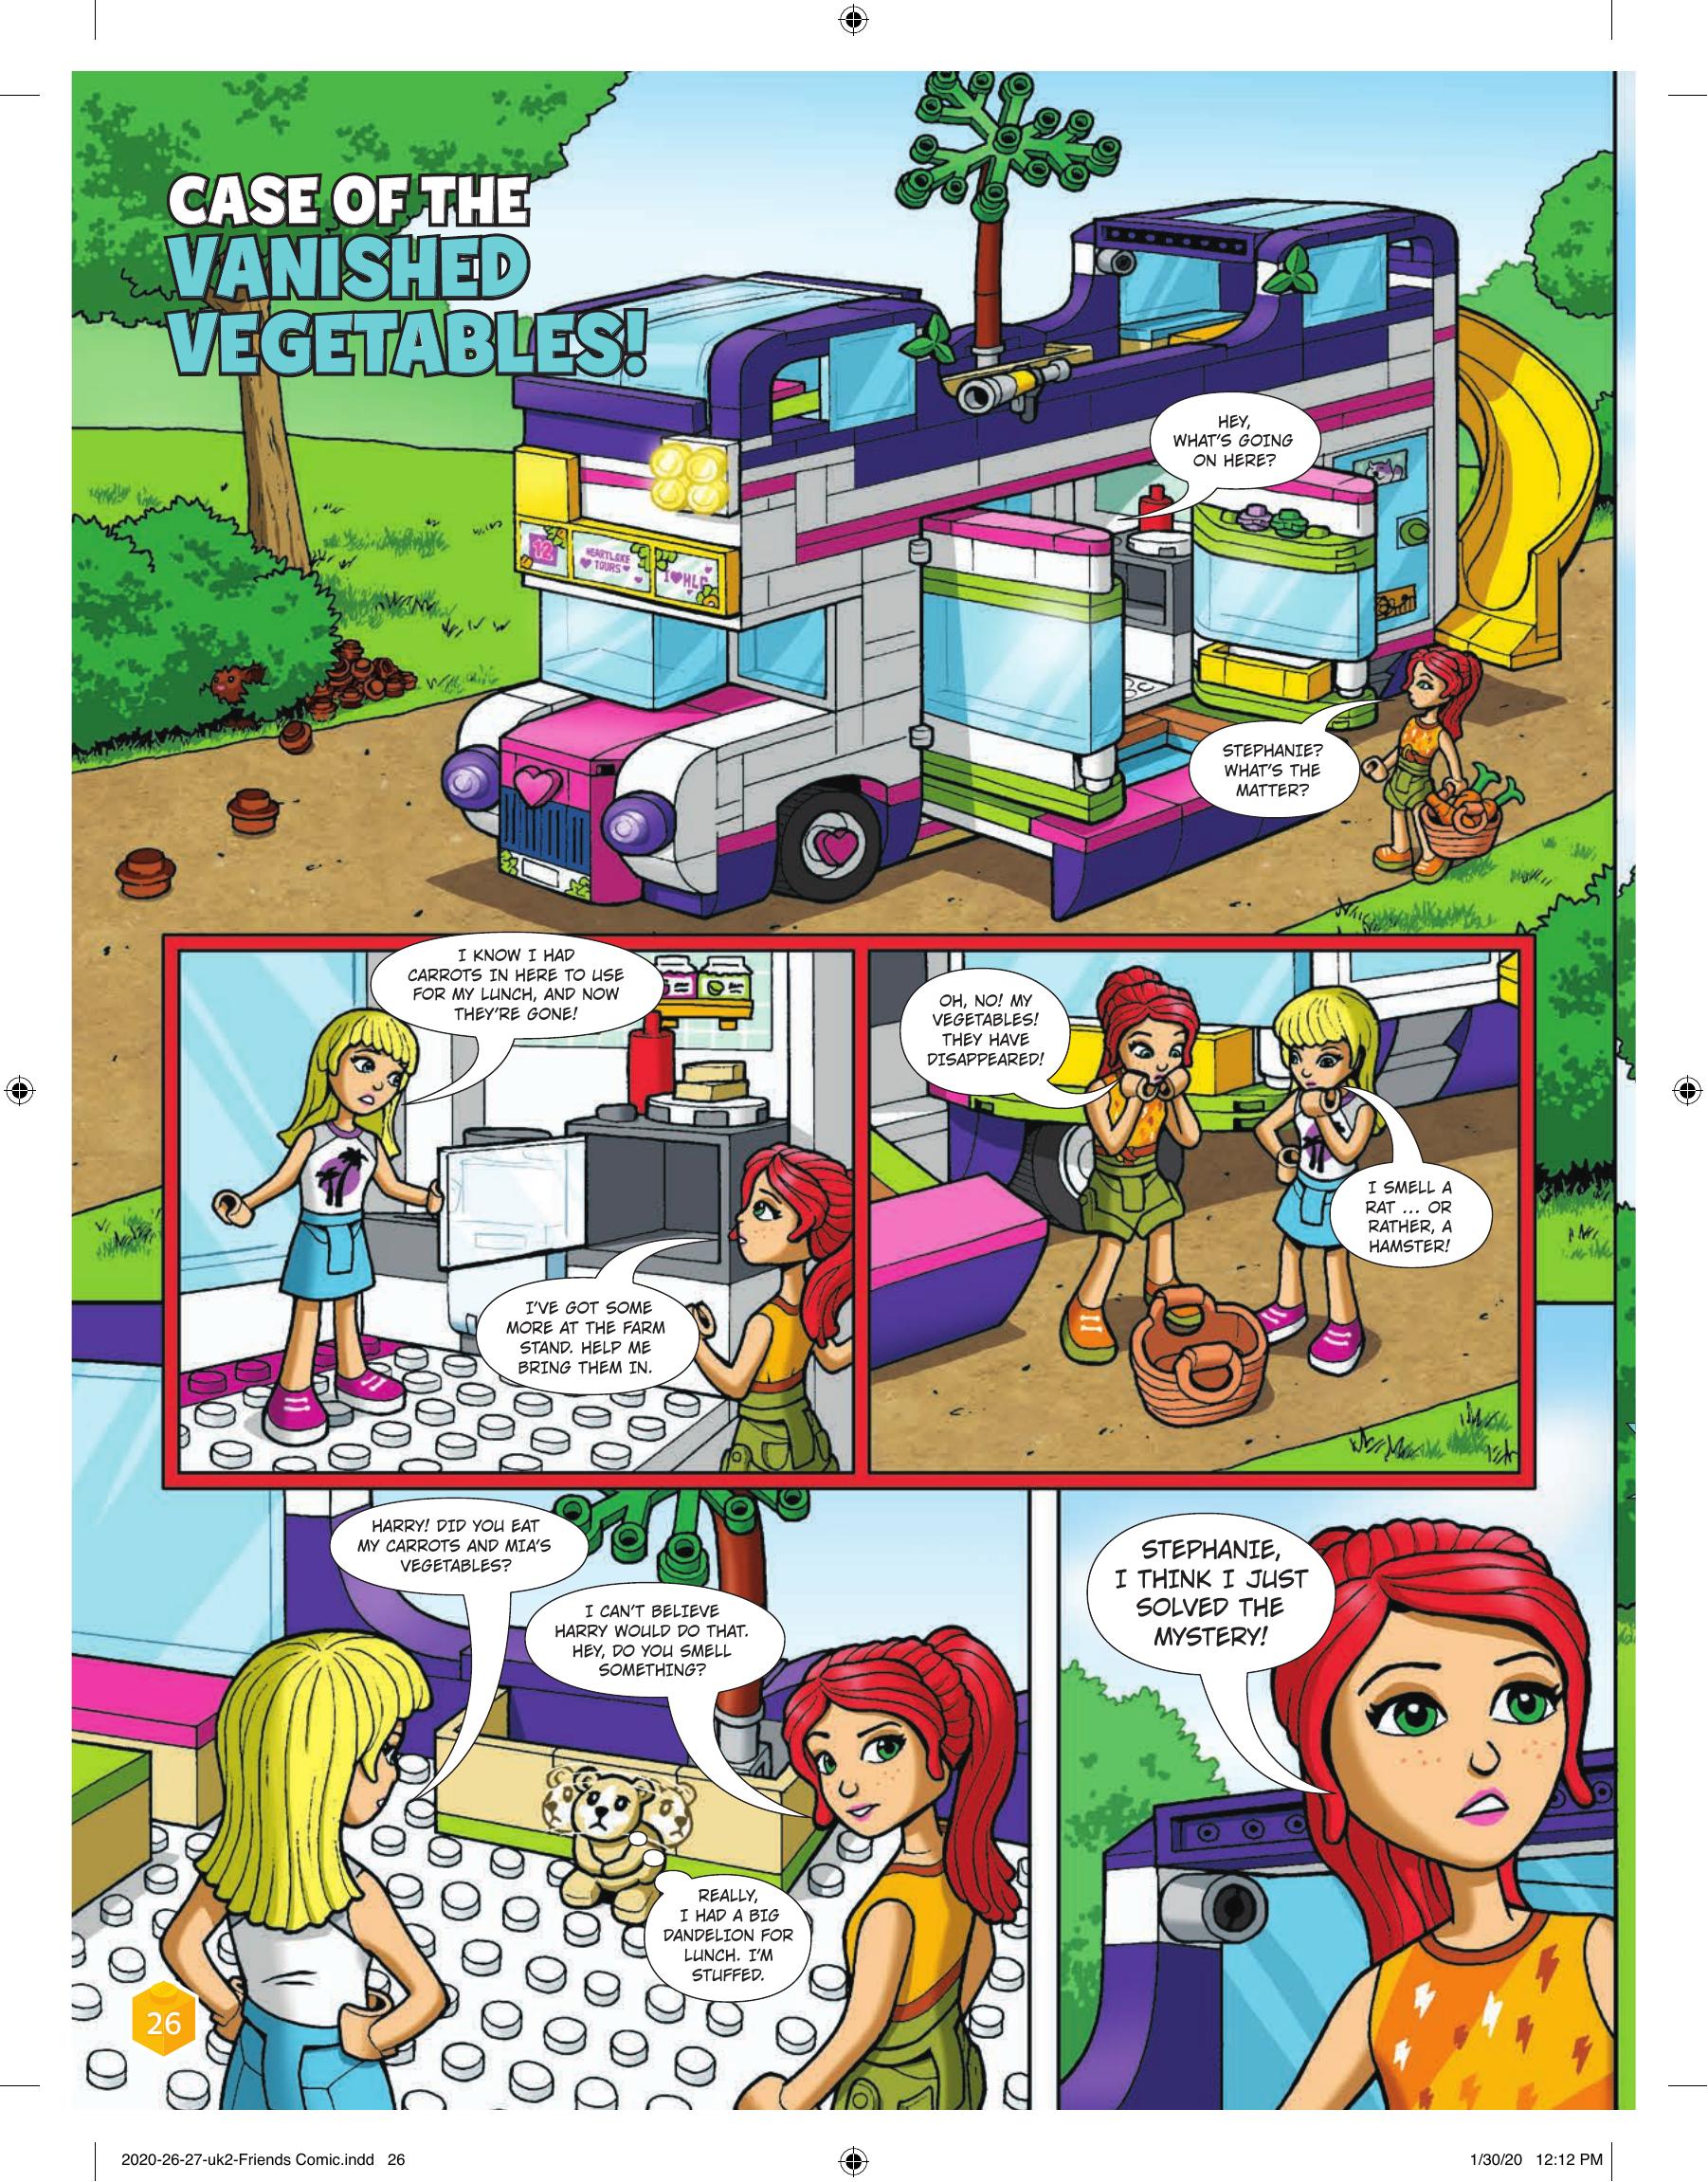 CASE OF THE
VANISHED
VEGETABLES!
HEY,
WHAT'S GOING
ON HERE?
12
HEARTLAKE
TOURS
I HLC
STEPHANIE?
WHAT'S THE
MATTER?
I KNOW I HAD
CARROTS IN HERE TO USE
FOR MY LUNCH, AND NOW
THEY'RE GONE!
I'VE GOT SOME
MORE AT THE FARM
STAND. HELP ME
BRING THEM IN.
OH, NO! MY
VEGETABLES!
THEY HAVE
DISAPPEARED!
I SMELL A
RAT ... OR
RATHER, A
HAMSTER!
HARRY! DID YOU EAT
MY CARROTS AND MIA'S
VEGETABLES?
I CAN'T BELIEVE
HARRY WOULD DO THAT.
HEY, DO YOU SMELL
SOMETHING?
REALLY,
I HAD A BIG
DANDELION FOR
LUNCH. I'M
STUFFED.
STEPHANIE,
I THINK I JUST
SOLVED THE
MYSTERY!
26
2020-26-27-uk2-Friends Comic.indd 26
1/30/20 12:12 PM